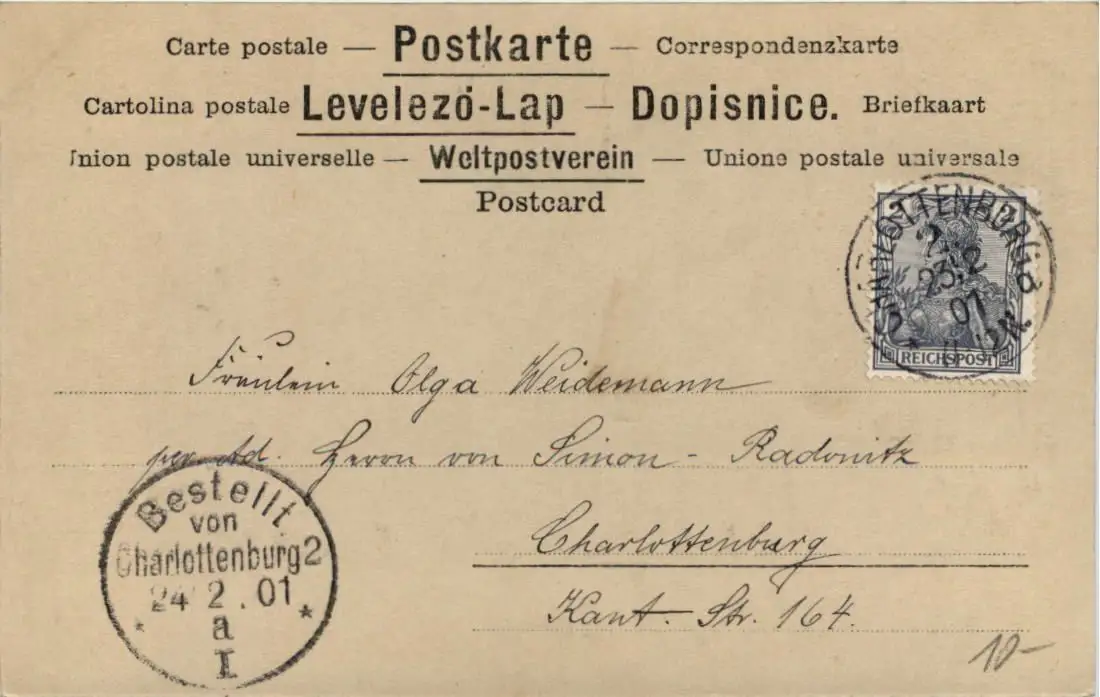 Carte postale — Postkarte — Correspondenzkarte
Cartolina postale Levelező-Lap — Dopisnice. Briefkaart
Union postale universelle — Weltpostverein — Unione postale universale
Postcard
CHARLOTTENBURG
23.2
01
REICHSPOST
Fräulein Olga Weidemann
per. Ad. Herrn von Simon - Radonitz
Charlottenburg
Kant-Str. 164.
Bestellt
von
Charlottenburg 2
24 2.01
* *
a
I
10-